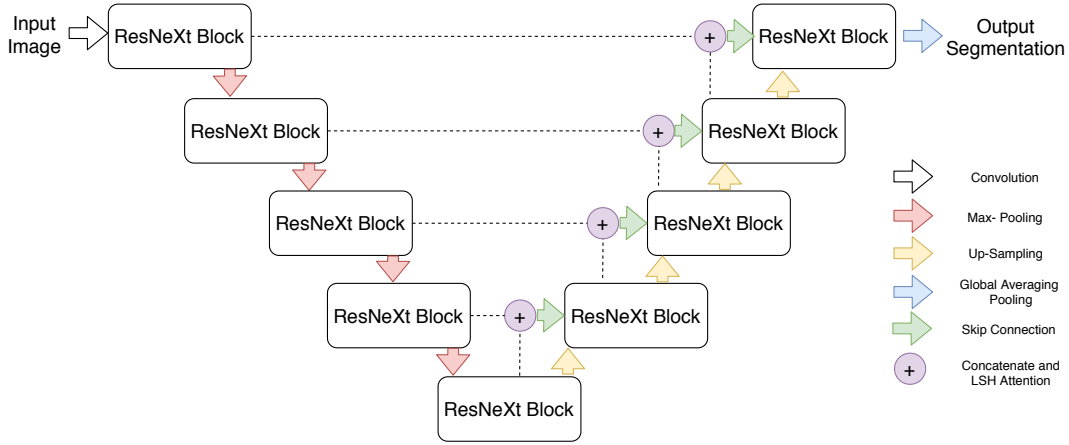 Input
Image
ResNeXt Block
+
ResNeXt Block
Output
Segmentation
ResNeXt Block
+
ResNeXt Block
Convolution
ResNeXt Block
+
ResNeXt Block
Max- Pooling
Up-Sampling
ResNeXt Block
+
ResNeXt Block
Global Averaging
Pooling
Skip Connection
ResNeXt Block
+
Concatenate and
LSH Attention